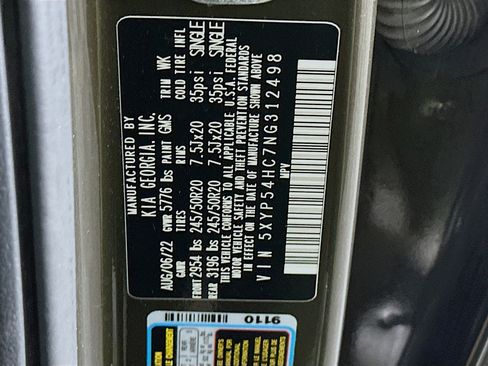 MANUFACTURED BY
KIA GEORGIA, INC.
AUG/06/22 GVWR 5776 lbs PAINT GMS TRIM WK
GAWR TIRES RIMS COLD TIRE INFL
FRONT 2954 lbs 245/50R20 7.5Jx20 35psi SINGLE
REAR 3196 lbs 245/50R20 7.5Jx20 35psi SINGLE
THIS VEHICLE CONFORMS TO ALL APPLICABLE U.S.A. FEDERAL
MOTOR VEHICLE SAFETY AND THEFT PREVENTION STANDARDS
IN EFFECT ON THE DATE OF MANUFACTURE SHOWN ABOVE
VIN 5XYP54HC7NG312498
MPV
9110